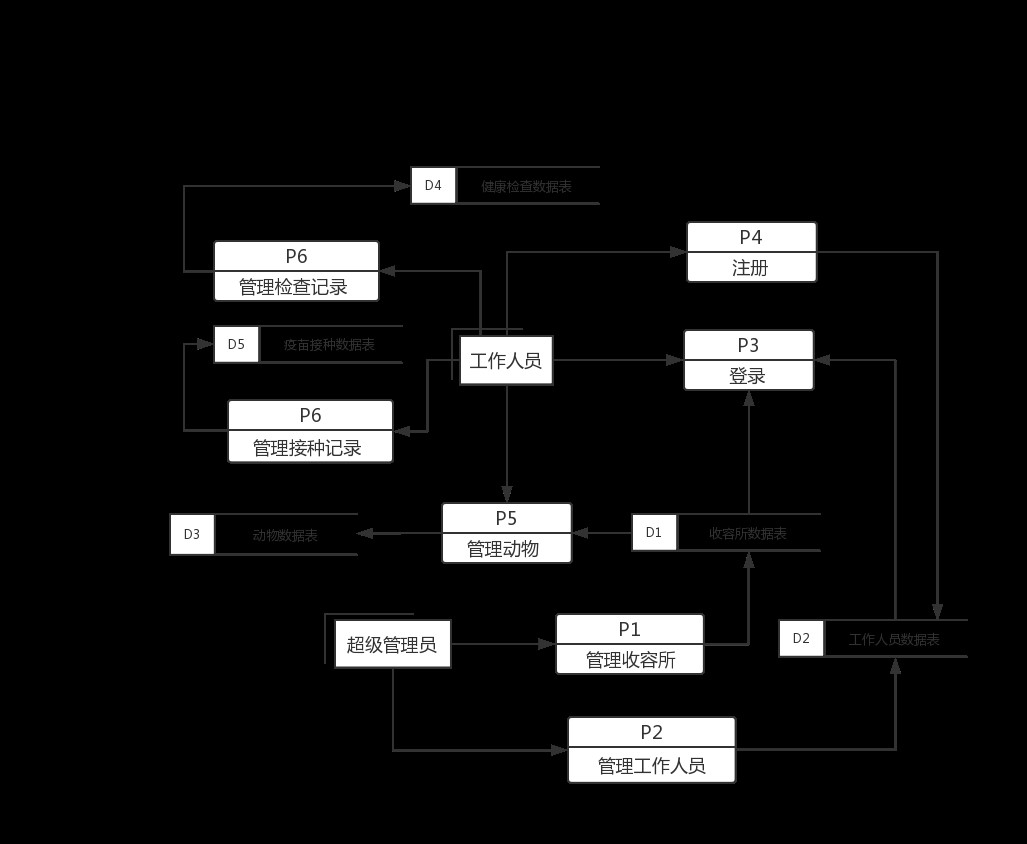 D4
健康检查数据表
P4
注册
P6
管理检查记录
D5
疫苗接种数据表
工作人员
P3
登录
P6
管理接种记录
P5
管理动物
D3
动物数据表
D1
收容所数据表
超级管理员
P1
管理收容所
D2
工作人员数据表
P2
管理工作人员